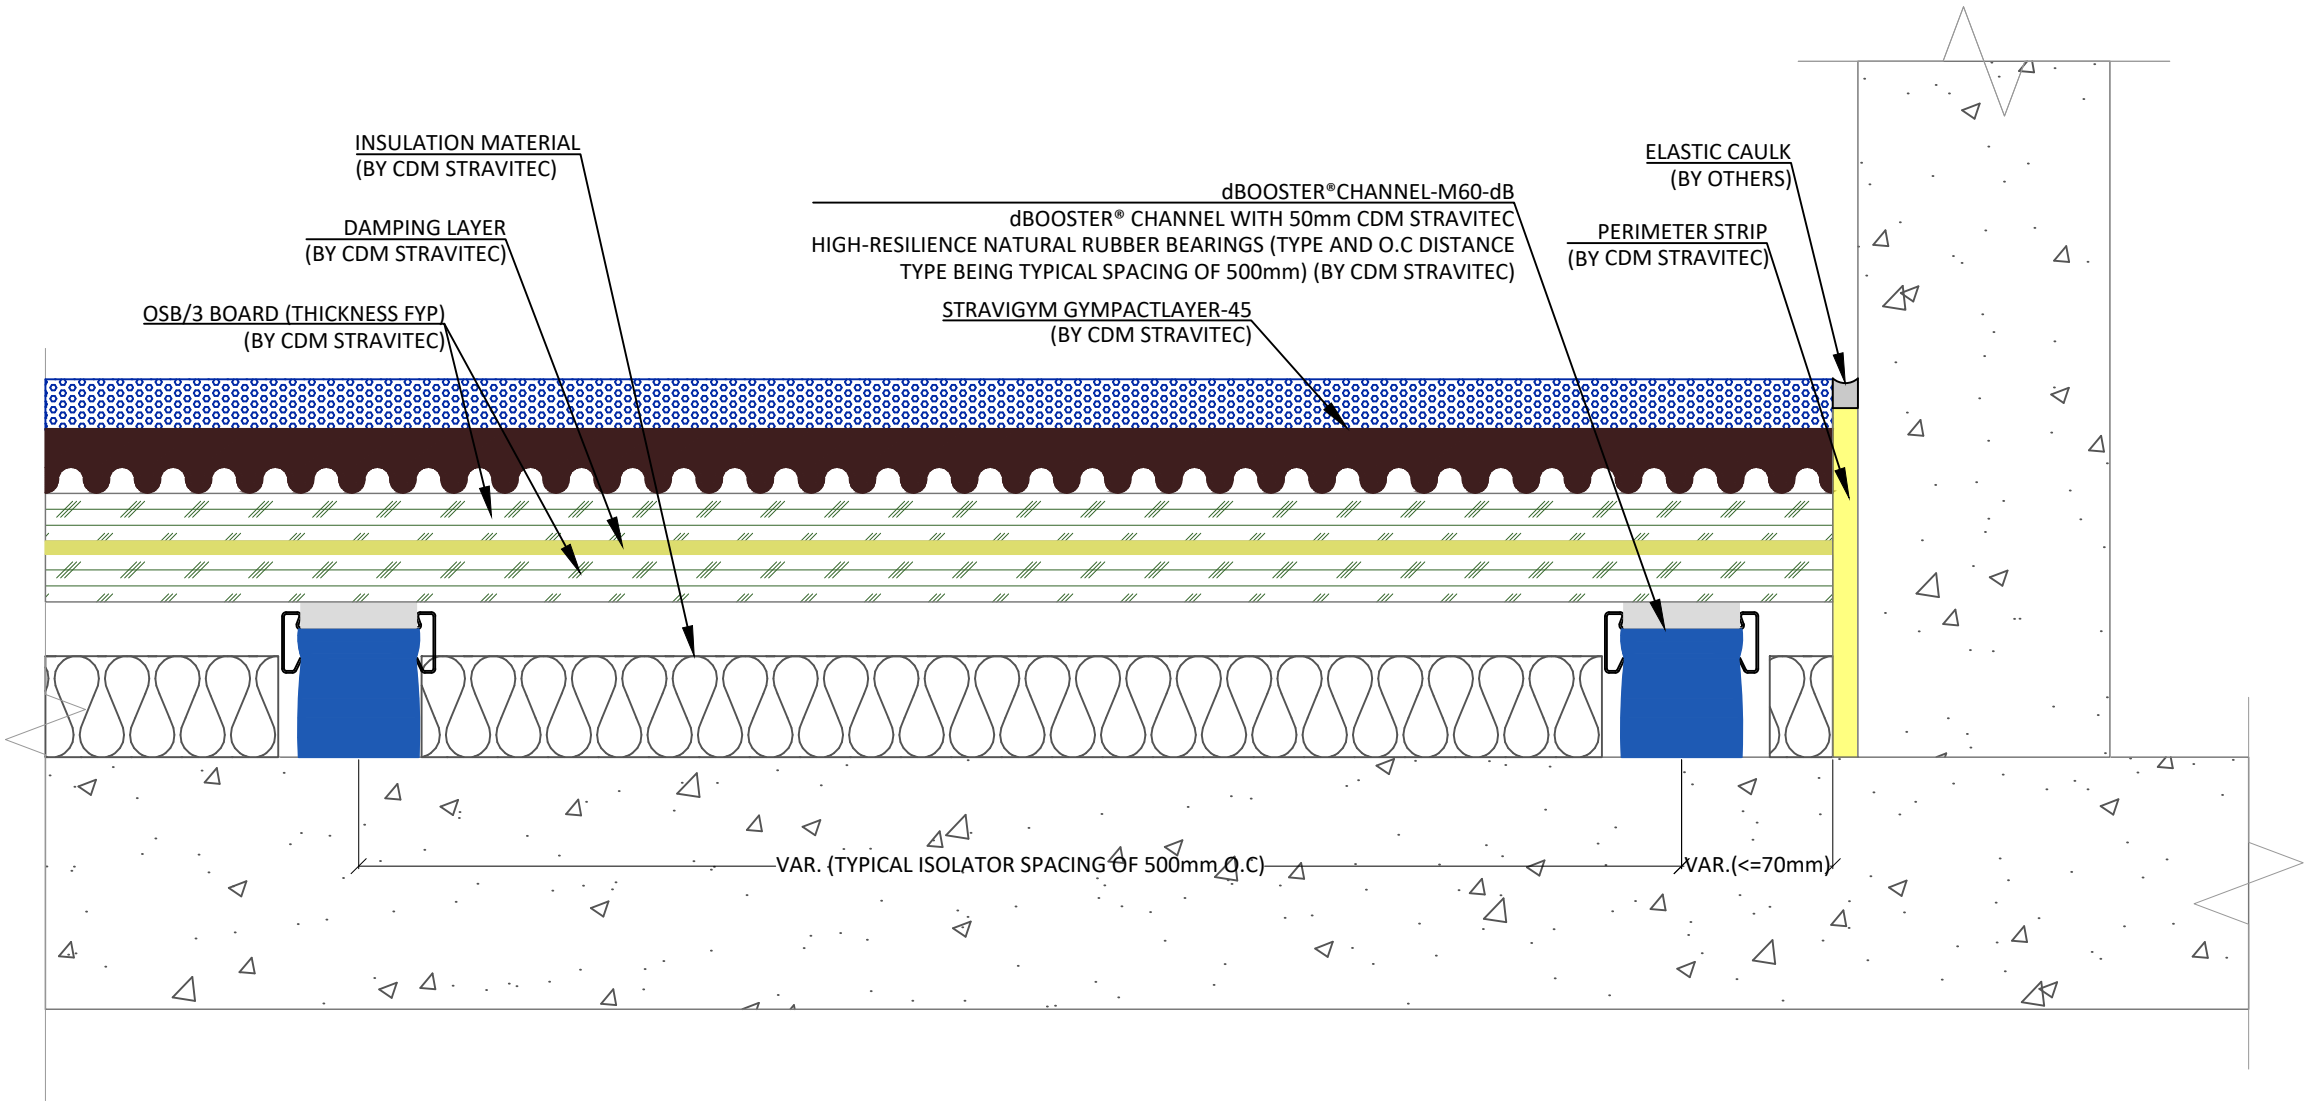 INSULATION MATERIAL
(BY CDM STRAVITEC)
DAMPING LAYER
(BY CDM STRAVITEC)
OSB/3 BOARD (THICKNESS FYP)
(BY CDM STRAVITEC)
dBOOSTER®CHANNEL-M60-dB
dBOOSTER® CHANNEL WITH 50mm CDM STRAVITEC
HIGH-RESILIENCE NATURAL RUBBER BEARINGS (TYPE AND O.C DISTANCE
TYPE BEING TYPICAL SPACING OF 500mm) (BY CDM STRAVITEC)
STRAVIGYM GYMPACTLAYER-45
(BY CDM STRAVITEC)
ELASTIC CAULK
(BY OTHERS)
PERIMETER STRIP
(BY CDM STRAVITEC)
VAR. (TYPICAL ISOLATOR SPACING OF 500mm O.C)
VAR.(<=70mm)